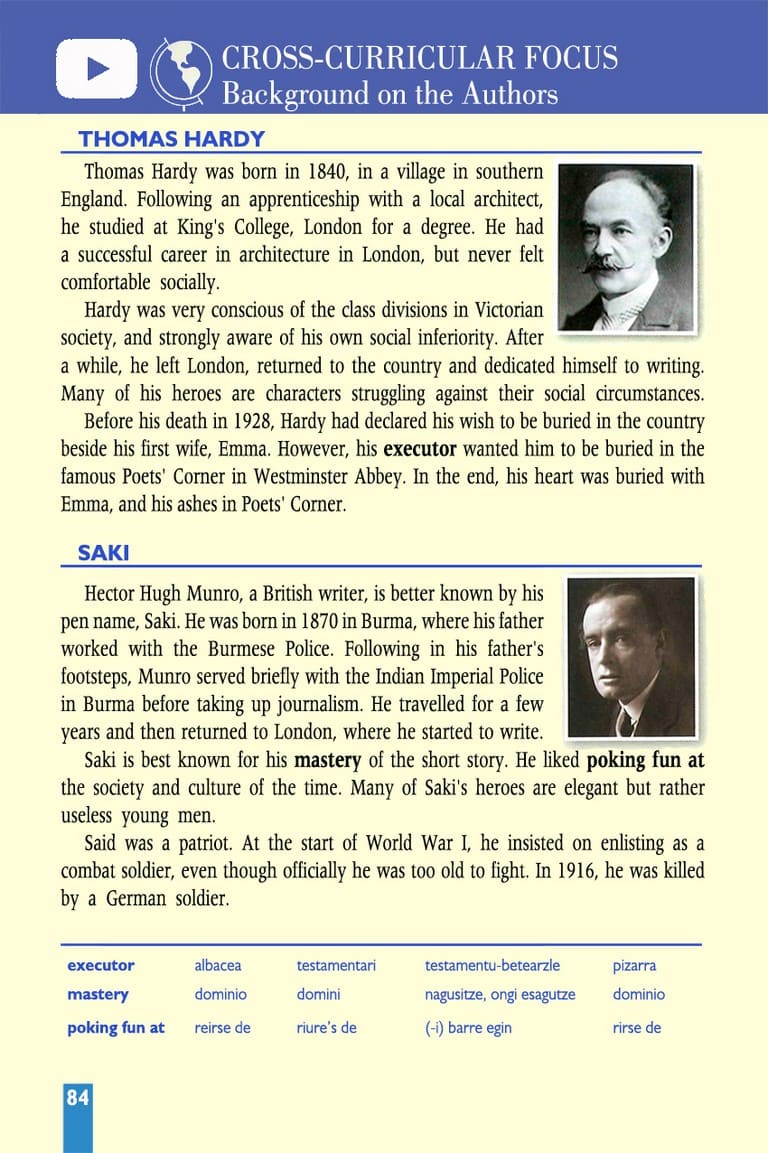 CROSS-CURRICULAR FOCUS
Background on the Authors
THOMAS HARDY
Thomas Hardy was born in 1840, in a village in southern
England. Following an apprenticeship with a local architect,
he studied at King's College, London for a degree. He had
a successful career in architecture in London, but never felt
comfortable socially.
Hardy was very conscious of the class divisions in Victorian
society, and strongly aware of his own social inferiority. After
a while, he left London, returned to the country and dedicated himself to writing.
Many of his heroes are characters struggling against their social circumstances.
Before his death in 1928, Hardy had declared his wish to be buried in the country
beside his first wife, Emma. However, his executor wanted him to be buried in the
famous Poets' Corner in Westminster Abbey. In the end, his heart was buried with
Emma, and his ashes in Poets' Corner.
SAKI
Hector Hugh Munro, a British writer, is better known by his
pen name, Saki. He was born in 1870 in Burma, where his father
worked with the Burmese Police. Following in his father's
footsteps, Munro served briefly with the Indian Imperial Police
in Burma before taking up journalism. He travelled for a few
years and then returned to London, where he started to write.
Saki is best known for his mastery of the short story. He liked poking fun at
the society and culture of the time. Many of Saki's heroes are elegant but rather
useless young men.
Said was a patriot. At the start of World War I, he insisted on enlisting as a
combat soldier, even though officially he was too old to fight. In 1916, he was killed
by a German soldier.
executor albacea testamentari testamentu-betearzle pizarra
mastery dominio domini nagusitze, ongi esagutze dominio
poking fun at reirse de riure's de (-i) barre egin rirse de
84